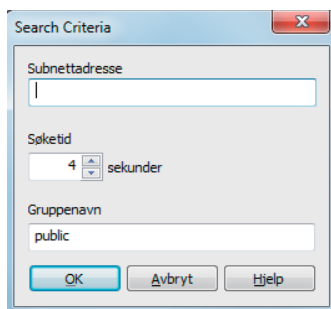 Search Criteria
Subnettadresse
Søketid
4 sekunder
Gruppenavn
public
OK Avbryt Hjelp